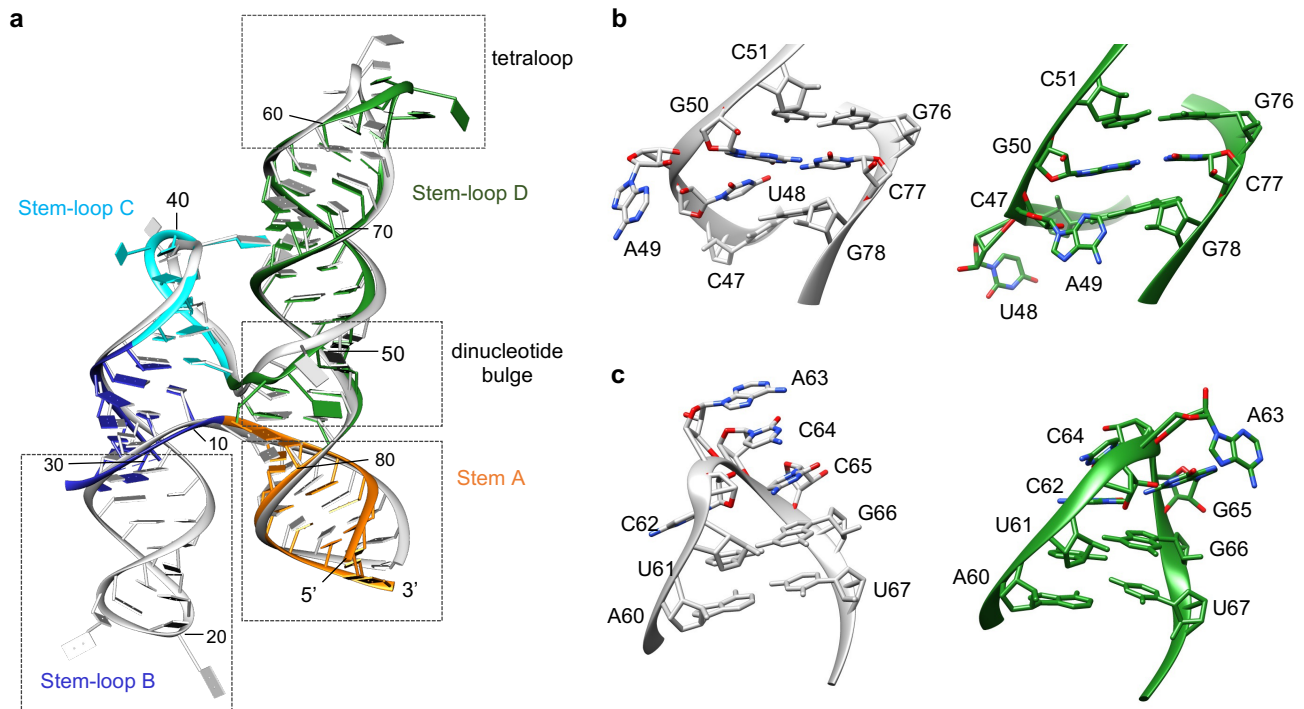 a
tetraloop
60
Stem-loop D
Stem-loop C
40
70
50
dinucleotide
bulge
10
30
80
Stem A
5’
3’
20
Stem-loop B
b
C51
G50
G76
U48
C77
A49
C47
G78
C51
G76
G50
C47
C77
G78
A49
U48
c
A63
C64
C65
C62
G66
U61
A60
U67
A63
C64
C62
G65
U61
G66
A60
U67